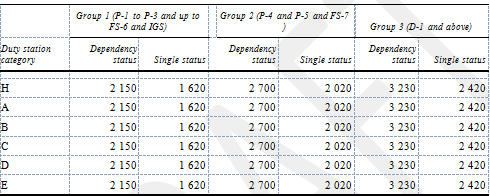 Group 1 (P-1 to P-3 and up to FS-6 and IGS) Group 2 (P-4 and P-5 and FS-7 ) Group 3 (D-1 and above)
Duty station category Dependency status Single status Dependency status Single status Dependency status Single status
H 2 150 1 620 2 700 2 020 3 230 2 420
A 2 150 1 620 2 700 2 020 3 230 2 420
B 2 150 1 620 2 700 2 020 3 230 2 420
C 2 150 1 620 2 700 2 020 3 230 2 420
D 2 150 1 620 2 700 2 020 3 230 2 420
E 2 150 1 620 2 700 2 020 3 230 2 420